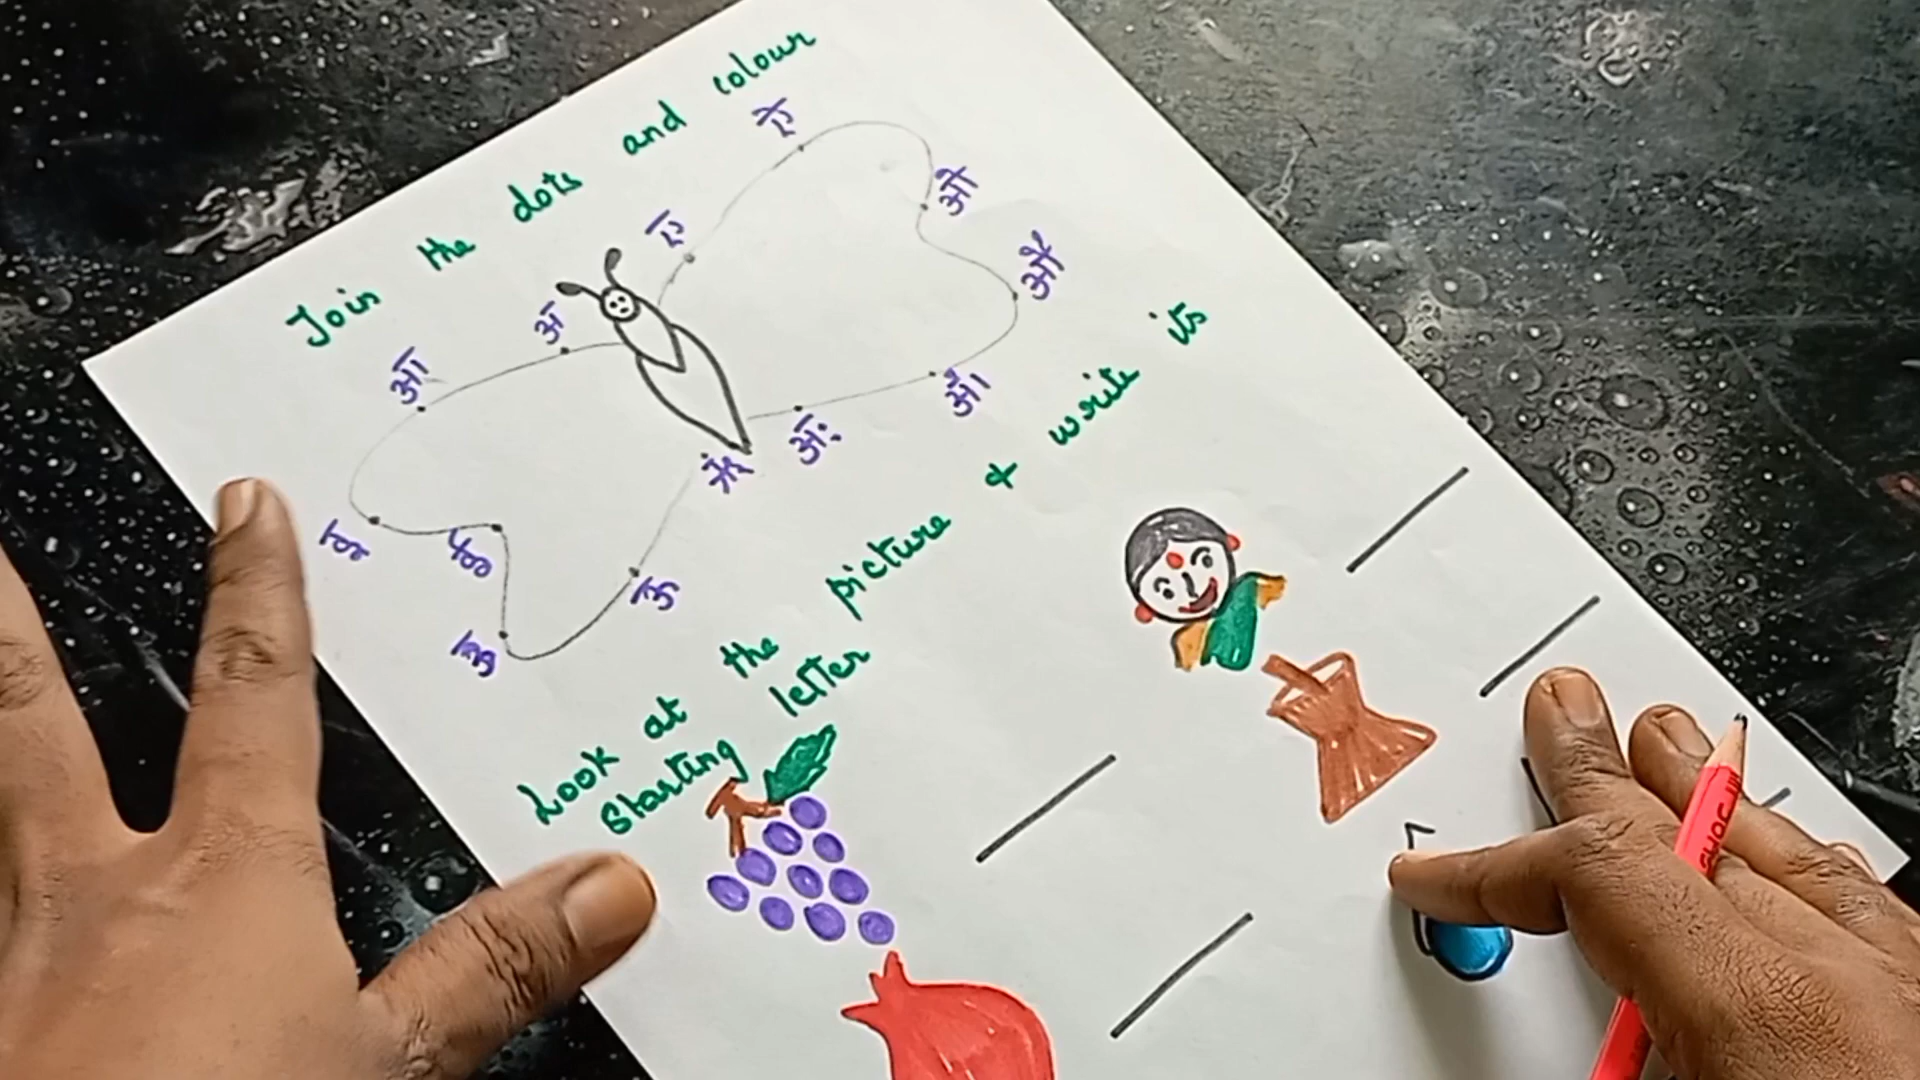 Join the dots and colour
अ
आ
इ
ई
उ
ऊ
ऋ
ए
ऐ
ओ
औ
अं
अः
Look at the picture & write its
starting letter